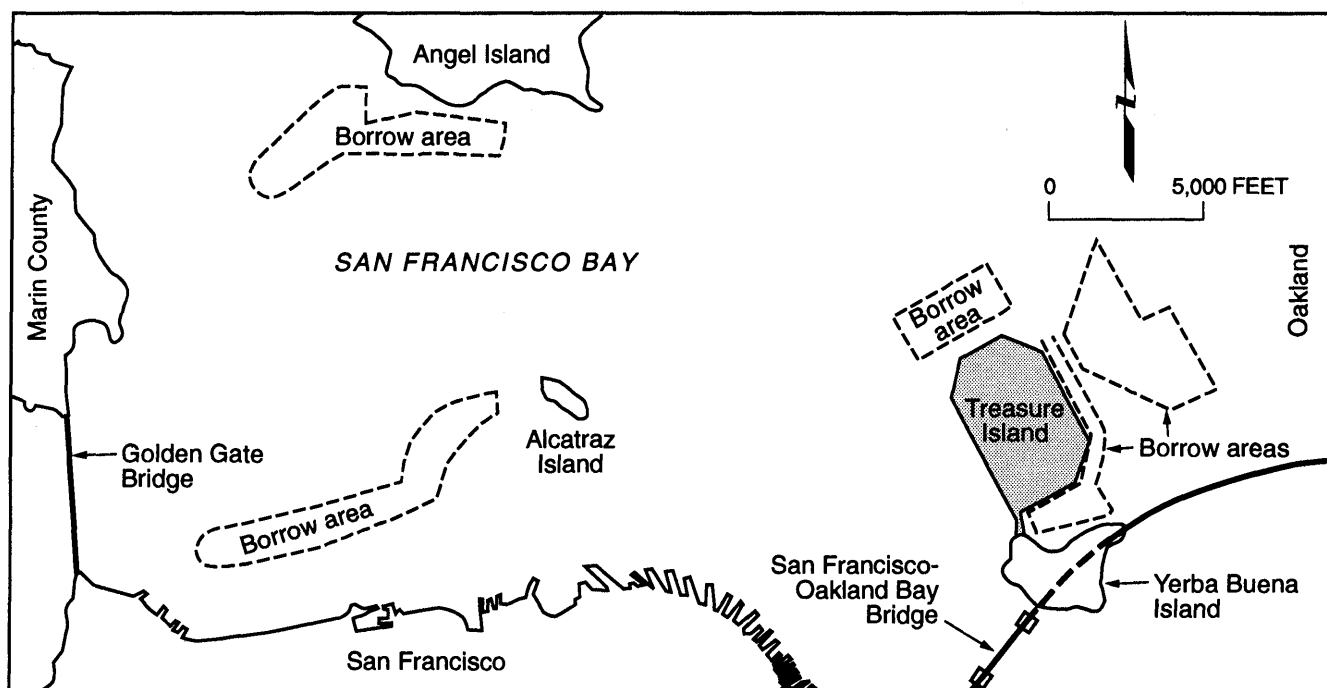 Angel Island
Borrow area
N
0 5,000 FEET
Marin County
SAN FRANCISCO BAY
Oakland
Borrow
area
Treasure
Island
Golden Gate
Bridge
Alcatraz
Island
Borrow areas
Borrow area
San Francisco-
Oakland Bay
Bridge
Yerba Buena
Island
San Francisco